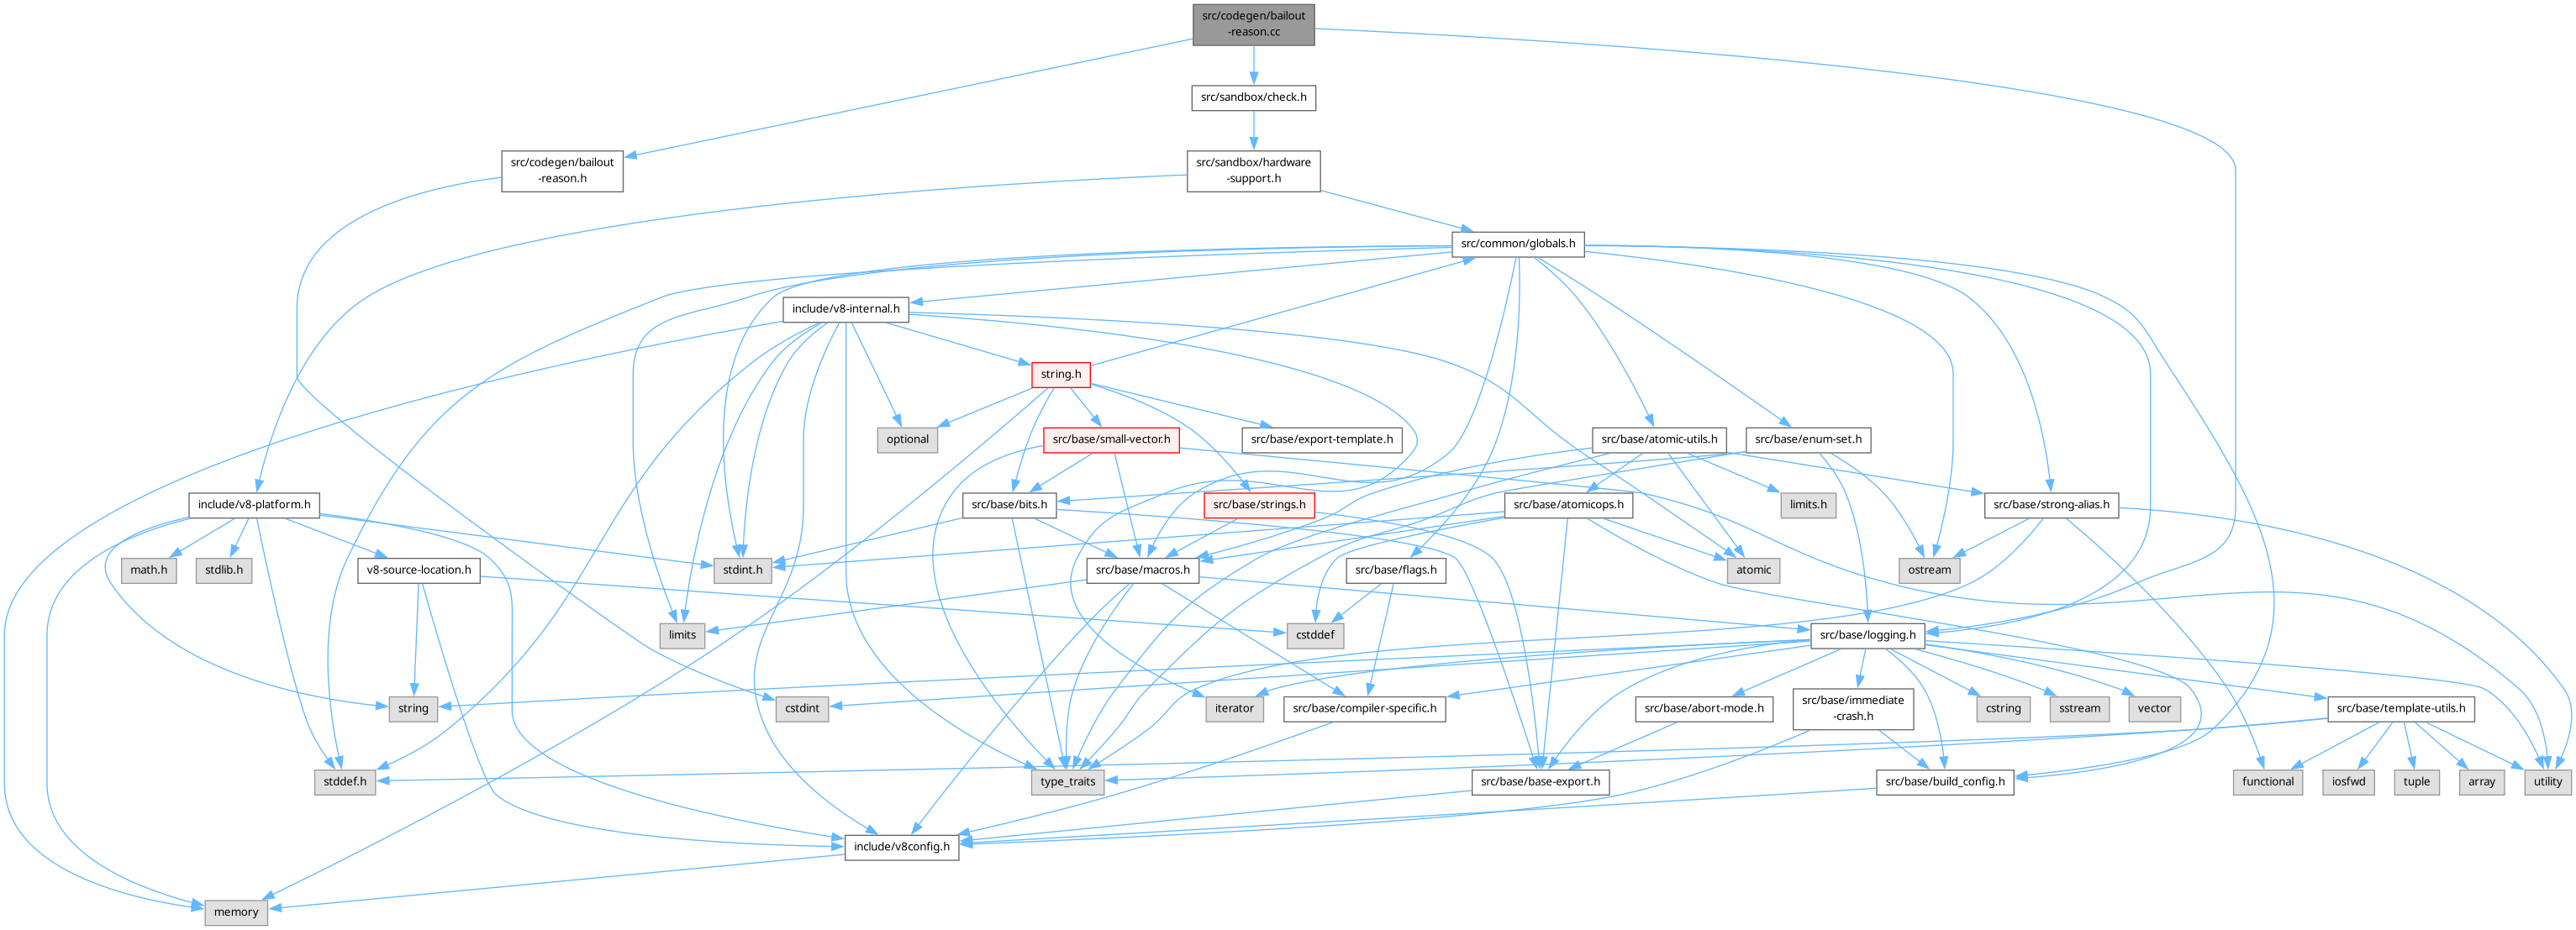 src/codegen/bailout
-reason.cc
src/sandbox/check.h
src/codegen/bailout
-reason.h
src/sandbox/hardware
-support.h
src/common/globals.h
include/v8-internal.h
string.h
optional
src/base/small-vector.h
src/base/export-template.h
src/base/atomic-utils.h
src/base/enum-set.h
include/v8-platform.h
src/base/bits.h
src/base/strings.h
src/base/atomicops.h
limits.h
src/base/strong-alias.h
math.h
stdlib.h
v8-source-location.h
stdint.h
src/base/macros.h
src/base/flags.h
atomic
ostream
limits
cstddef
src/base/logging.h
string
cstdint
iterator
src/base/compiler-specific.h
src/base/abort-mode.h
src/base/immediate
-crash.h
cstring
sstream
vector
src/base/template-utils.h
stddef.h
type_traits
src/base/base-export.h
src/base/build_config.h
functional
iosfwd
tuple
array
utility
include/v8config.h
memory